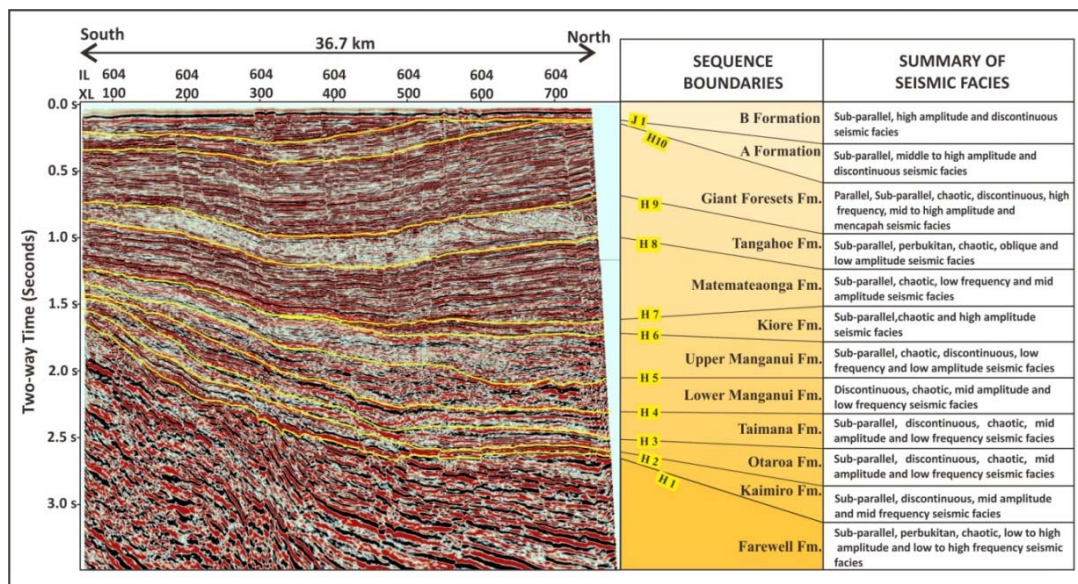 South North
36.7 km
IL 604 604 604 604 604 604 604
XL 100 200 300 400 500 600 700
Two-way Time (Seconds)
0.0 s
0.5 s
1.0 s
1.5 s
2.0 s
2.5 s
3.0 s
SEQUENCE
BOUNDARIES
J 1
H10
H 9
H 8
H 7
H 6
H 5
H 4
H 3
H 2
H 1
B Formation
A Formation
Giant Foresets Fm.
Tangahoe Fm.
Matemateaonga Fm.
Kiore Fm.
Upper Manganui Fm.
Lower Manganui Fm.
Taimana Fm.
Otaroa Fm.
Kaimiro Fm.
Farewell Fm.
SUMMARY OF
SEISMIC FACIES
Sub-parallel, high amplitude and discontinuous
seismic facies
Sub-parallel, middle to high amplitude and
discontinuous seismic facies
Parallel, Sub-parallel, chaotic, discontinuous, high
frequency, mid to high amplitude and
mencapah seismic facies
Sub-parallel, perbukitan, chaotic, oblique and
low amplitude seismic facies
Sub-parallel, chaotic, low frequency and mid
amplitude seismic facies
Sub-parallel,chaotic and high amplitude
seismic facies
Sub-parallel, chaotic, discontinuous, low
frequency and low amplitude seismic facies
Discontinuous, chaotic, mid amplitude and
low frequency seismic facies
Sub-parallel, discontinuous, chaotic, mid
amplitude and low frequency seismic facies
Sub-parallel, discontinuous, chaotic, mid
amplitude and low frequency seismic facies
Sub-parallel, discontinuous, mid amplitude
and mid frequency seismic facies
Sub-parallel, perbukitan, chaotic, low to high
amplitude and low to high frequency seismic
facies